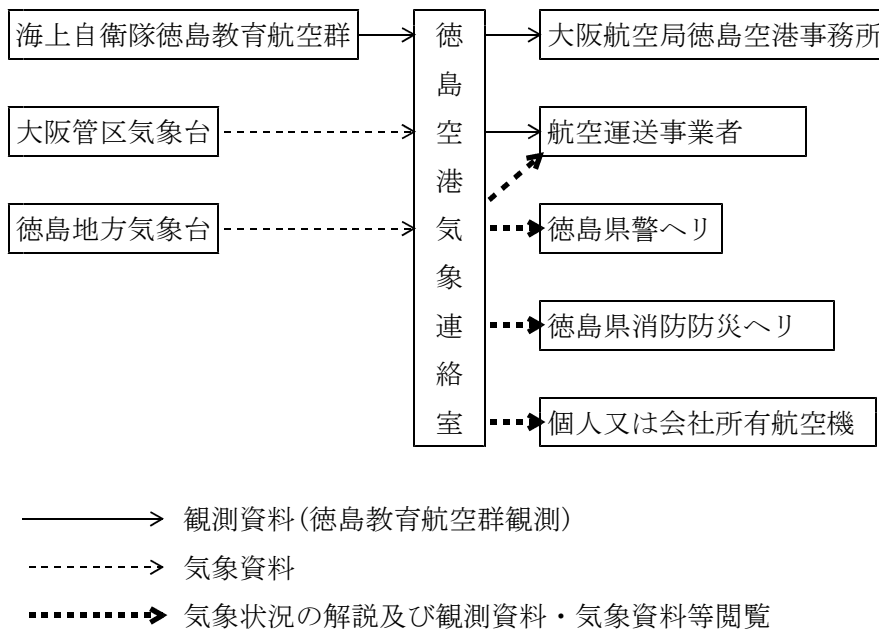 海上自衛隊徳島教育航空群
大阪管区気象台
徳島地方気象台
徳島空港気象連絡室
大阪航空局徳島空港事務所
航空運送事業者
徳島県警ヘリ
徳島県消防防災ヘリ
個人又は会社所有航空機
観測資料(徳島教育航空群観測)
気象資料
気象状況の解説及び観測資料・気象資料等閲覧